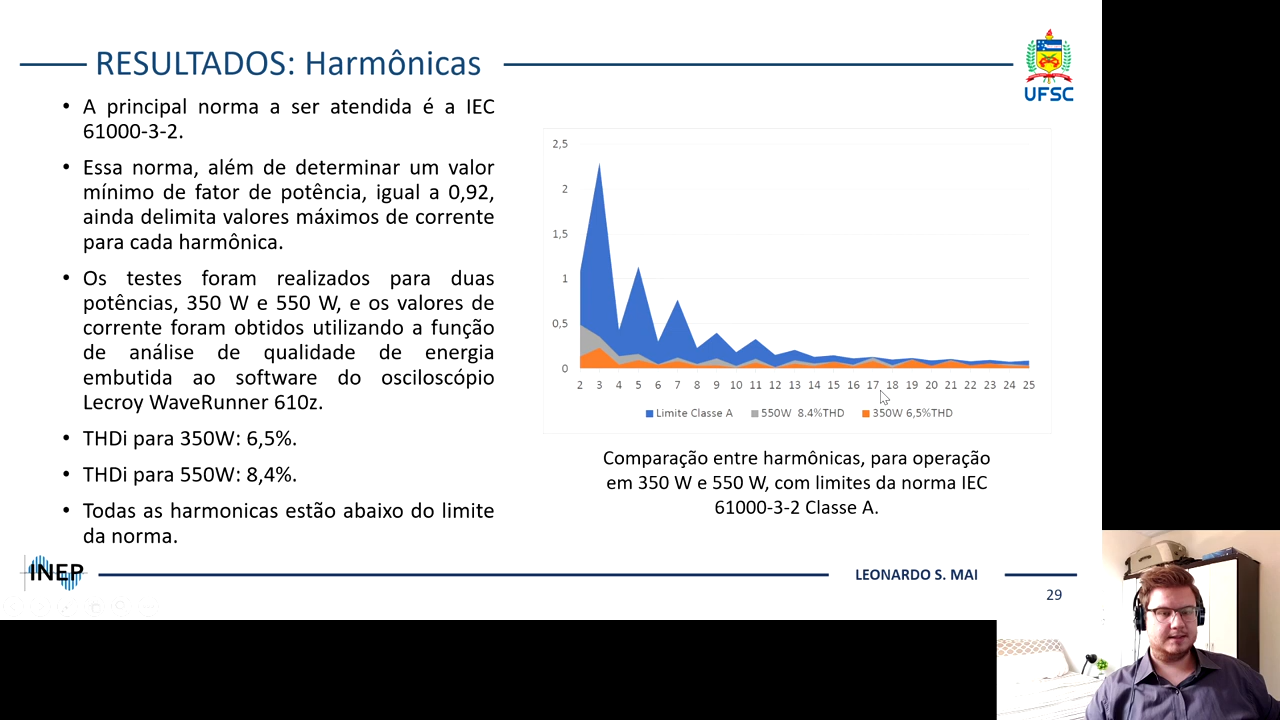 RESULTADOS: Harmônicas
UFSC
• A principal norma a ser atendida é a IEC
61000-3-2.
• Essa norma, além de determinar um valor
mínimo de fator de potência, igual a 0,92,
ainda delimita valores máximos de corrente
para cada harmônica.
• Os testes foram realizados para duas
potências, 350 W e 550 W, e os valores de
corrente foram obtidos utilizando a função
de análise de qualidade de energia
embutida ao software do osciloscópio
Lecroy WaveRunner 610z.
• THDi para 350W: 6,5%.
• THDi para 550W: 8,4%.
• Todas as harmonicas estão abaixo do limite
da norma.
2,5
2
1,5
1
0,5
0
2 3 4 5 6 7 8 9 10 11 12 13 14 15 16 17 18 19 20 21 22 23 24 25
Limite Classe A 550W 8.4%THD 350W 6,5%THD
Comparação entre harmônicas, para operação
em 350 W e 550 W, com limites da norma IEC
61000-3-2 Classe A.
INEP
LEONARDO S. MAI
29